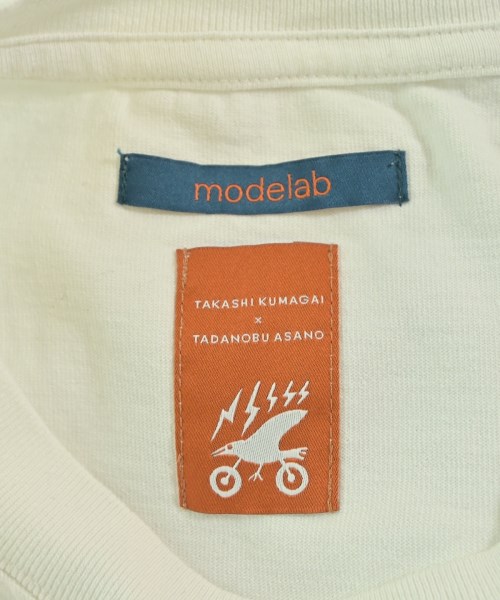 modelab
TAKASHI KUMAGAI
×
TADANOBU ASANO